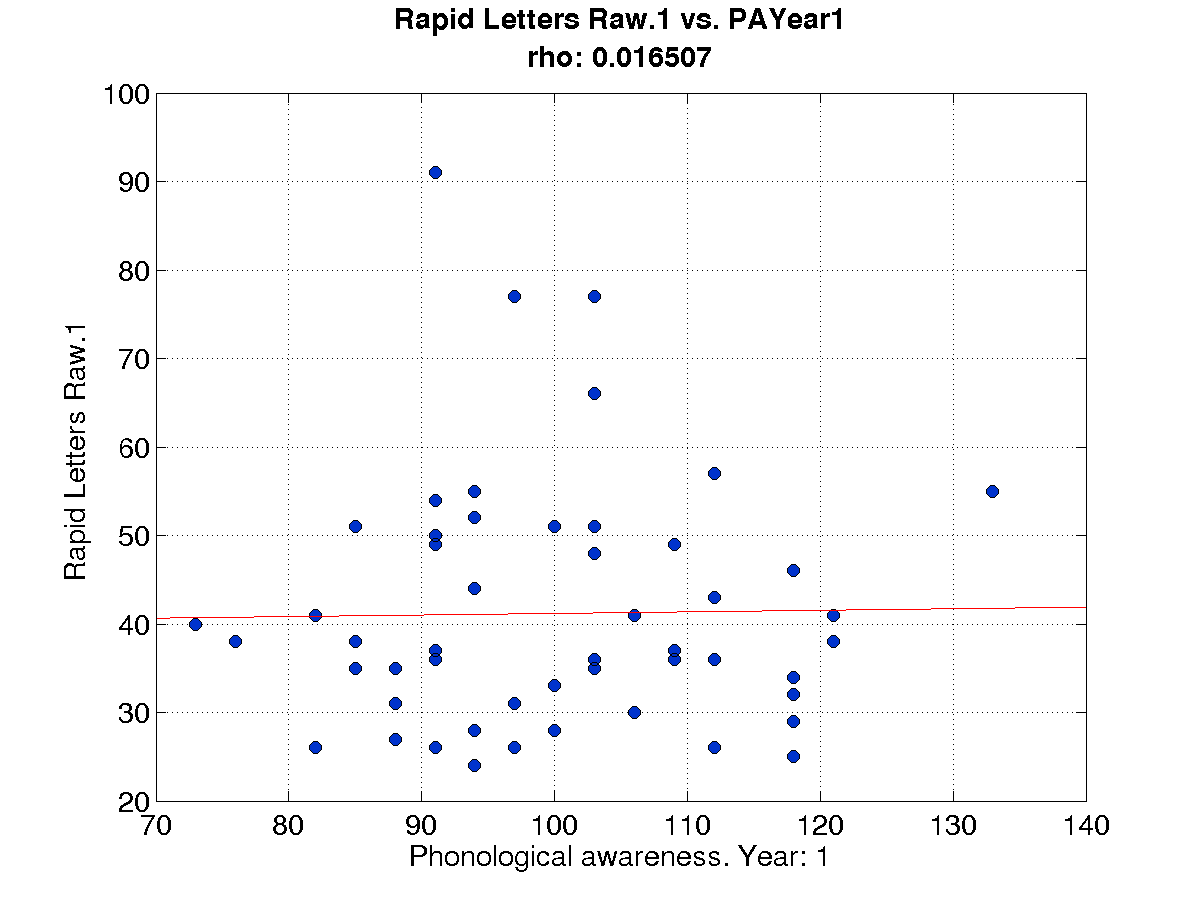 Rapid Letters Raw.1 vs. PAYear1
rho: 0.016507
Rapid Letters Raw.1
100
90
80
70
60
50
40
30
20
70 80 90 100 110 120 130 140
Phonological awareness. Year: 1